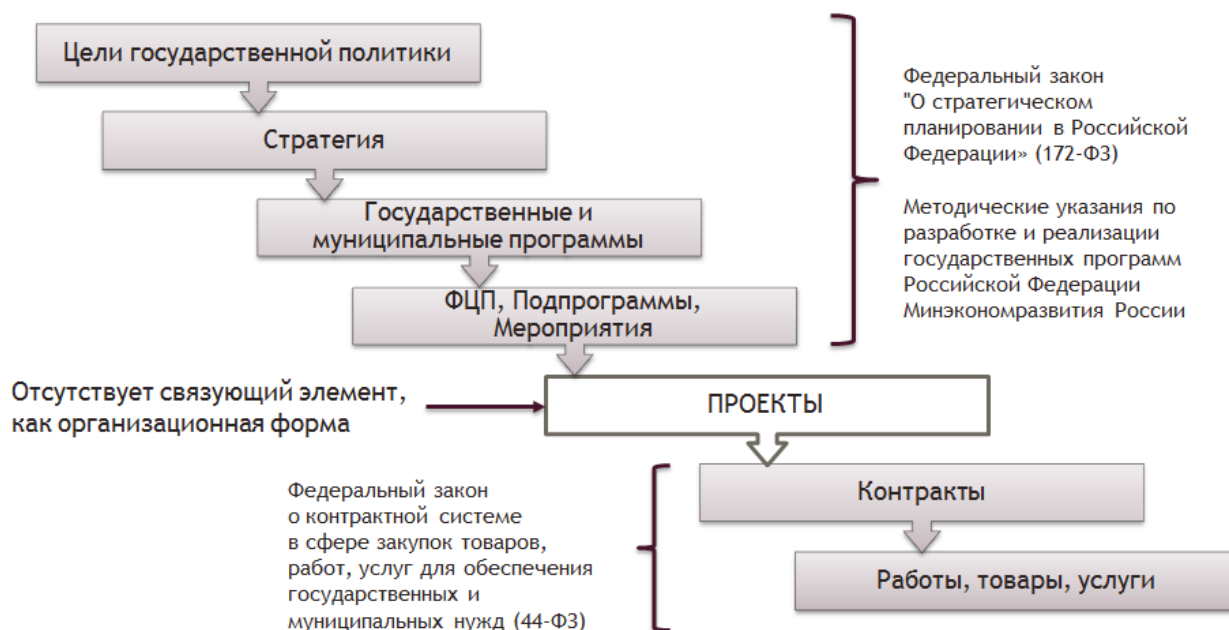 Цели государственной политики
Стратегия
Государственные и
муниципальные программы
ФЦП, Подпрограммы,
Мероприятия
Федеральный закон
"О стратегическом
планировании в Российской
Федерации» (172-ФЗ)
Методические указания по
разработке и реализации
государственных программ
Российской Федерации
Минэкономразвития России
Отсутствует связующий элемент,
как организационная форма
ПРОЕКТЫ
Федеральный закон
о контрактной системе
в сфере закупок товаров,
работ, услуг для обеспечения
государственных и
муниципальных нужд (44-ФЗ)
Контракты
Работы, товары, услуги